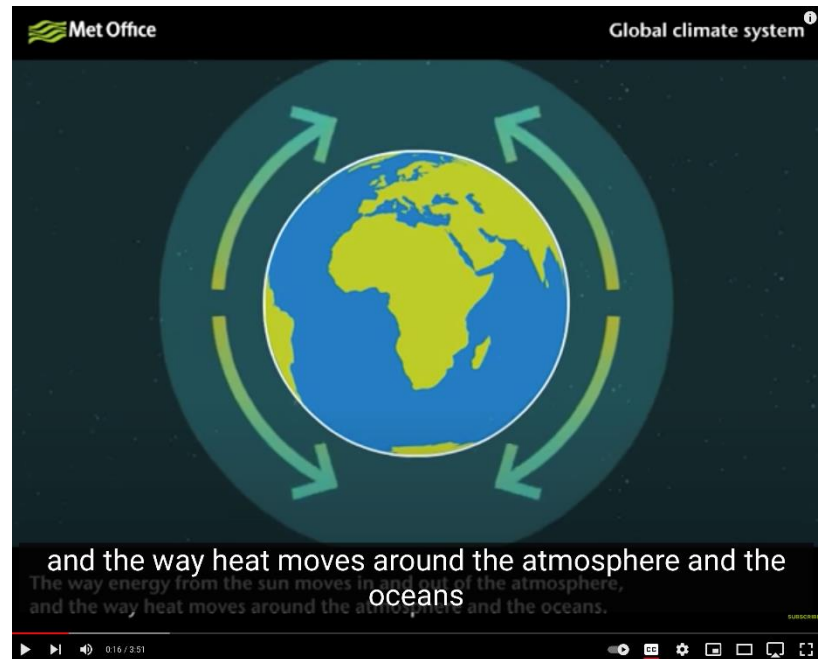 Met Office
Global climate system
and the way heat moves around the atmosphere and the
oceans
The way energy from the sun moves in and out of the atmosphere,
and the way heat moves around the atmosphere and the oceans.
SUBSCRIBE
0:16 / 3:51
CC